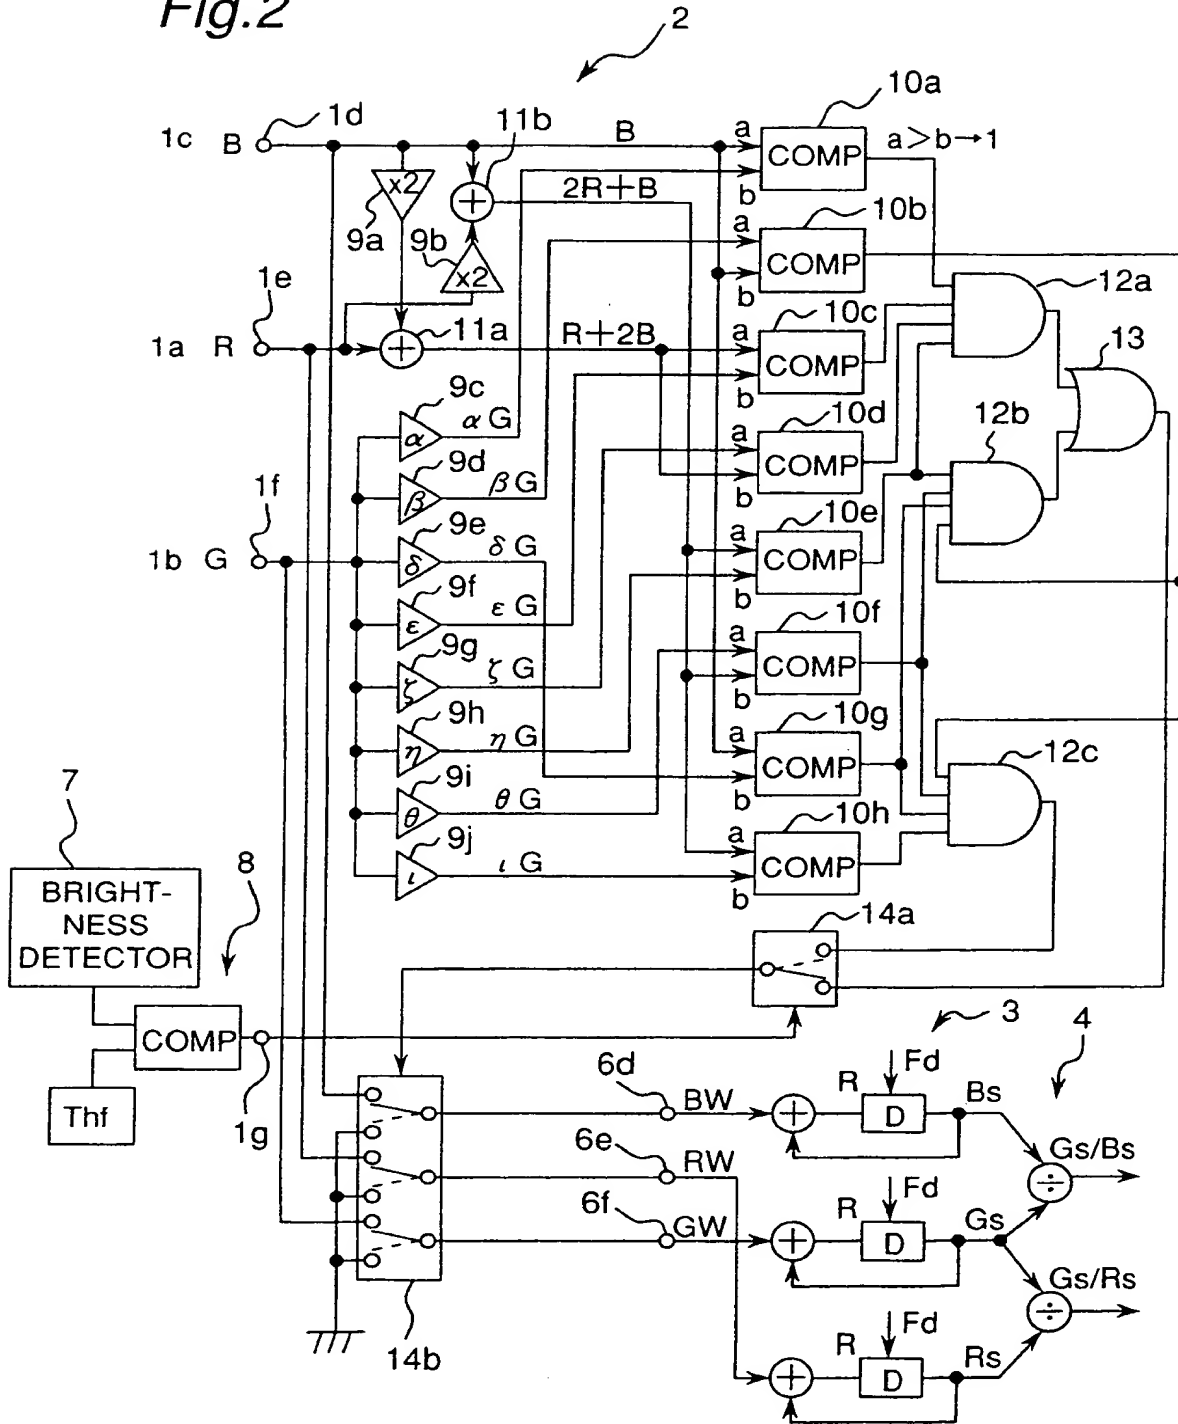 Fig.2
2
10a
1d
11b
1c B
B
a
COMP
a>b→1
b
x2
+
2R+B
10b
9a
9b
x2
a
COMP
b
12a
1e
11a
10c
1a R
+
R+2B
a
COMP
b
13
9c
α
αG
10d
a
COMP
b
12b
9d
β
βG
1f
9e
10e
1b G
δ
δG
a
COMP
b
9f
ε
εG
10f
a
COMP
b
9g
ζ
ζG
9h
η
ηG
10g
a
COMP
b
12c
9i
θ
θG
10h
a
COMP
b
9j
ι
ιG
7
8
BRIGHT-
NESS
DETECTOR
14a
COMP
Thf
1g
3
4
6d
BW
+
R
Fd
D
Bs
Gs/Bs
÷
6e
RW
6f
GW
+
R
Fd
D
Gs
Gs/Rs
÷
14b
+
R
Fd
D
Rs